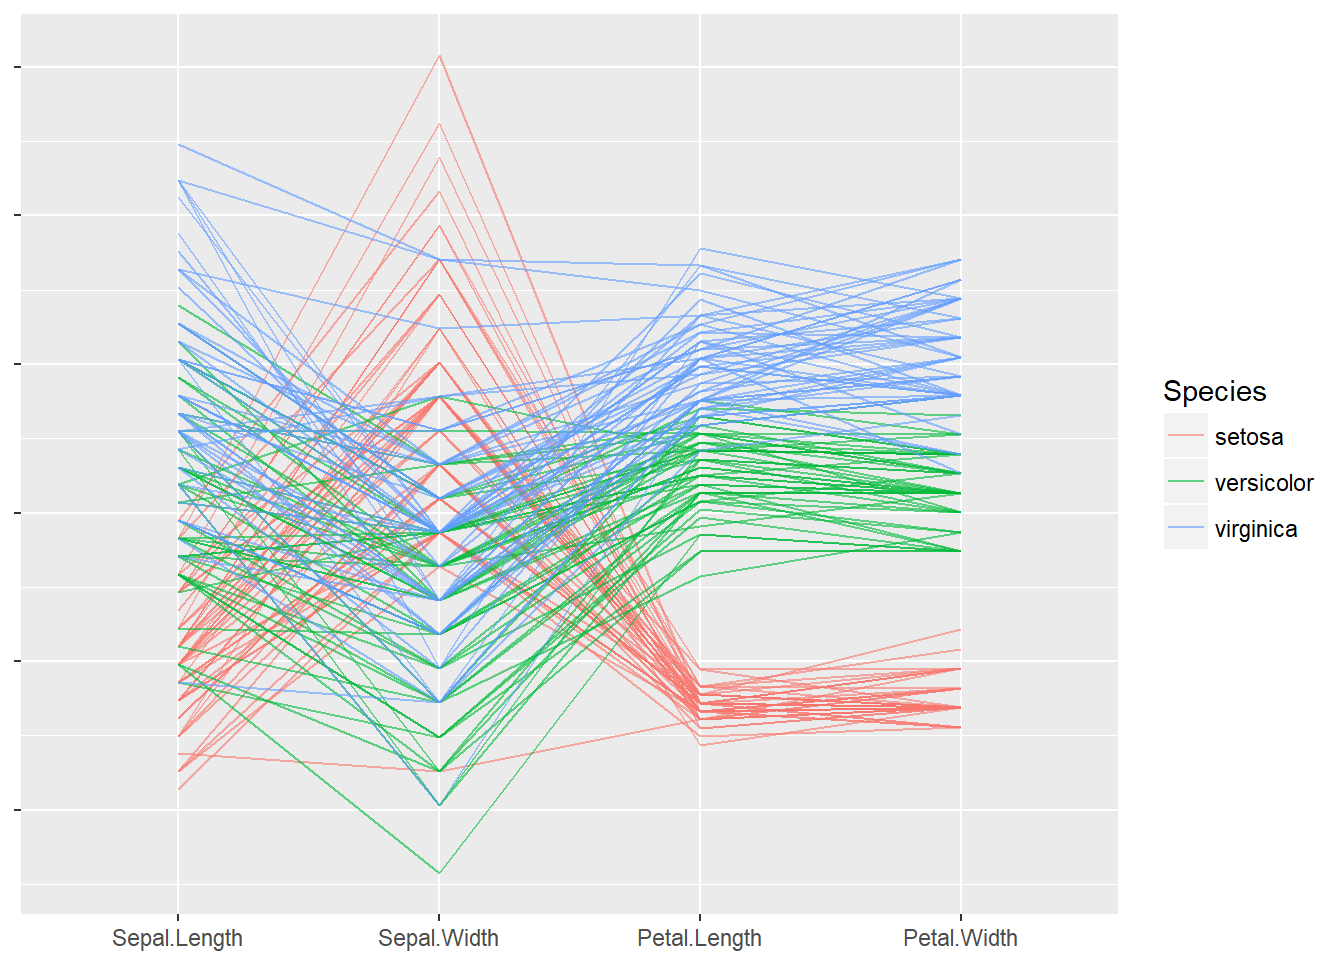 Species
setosa
versicolor
virginica
Sepal.Length
Sepal.Width
Petal.Length
Petal.Width